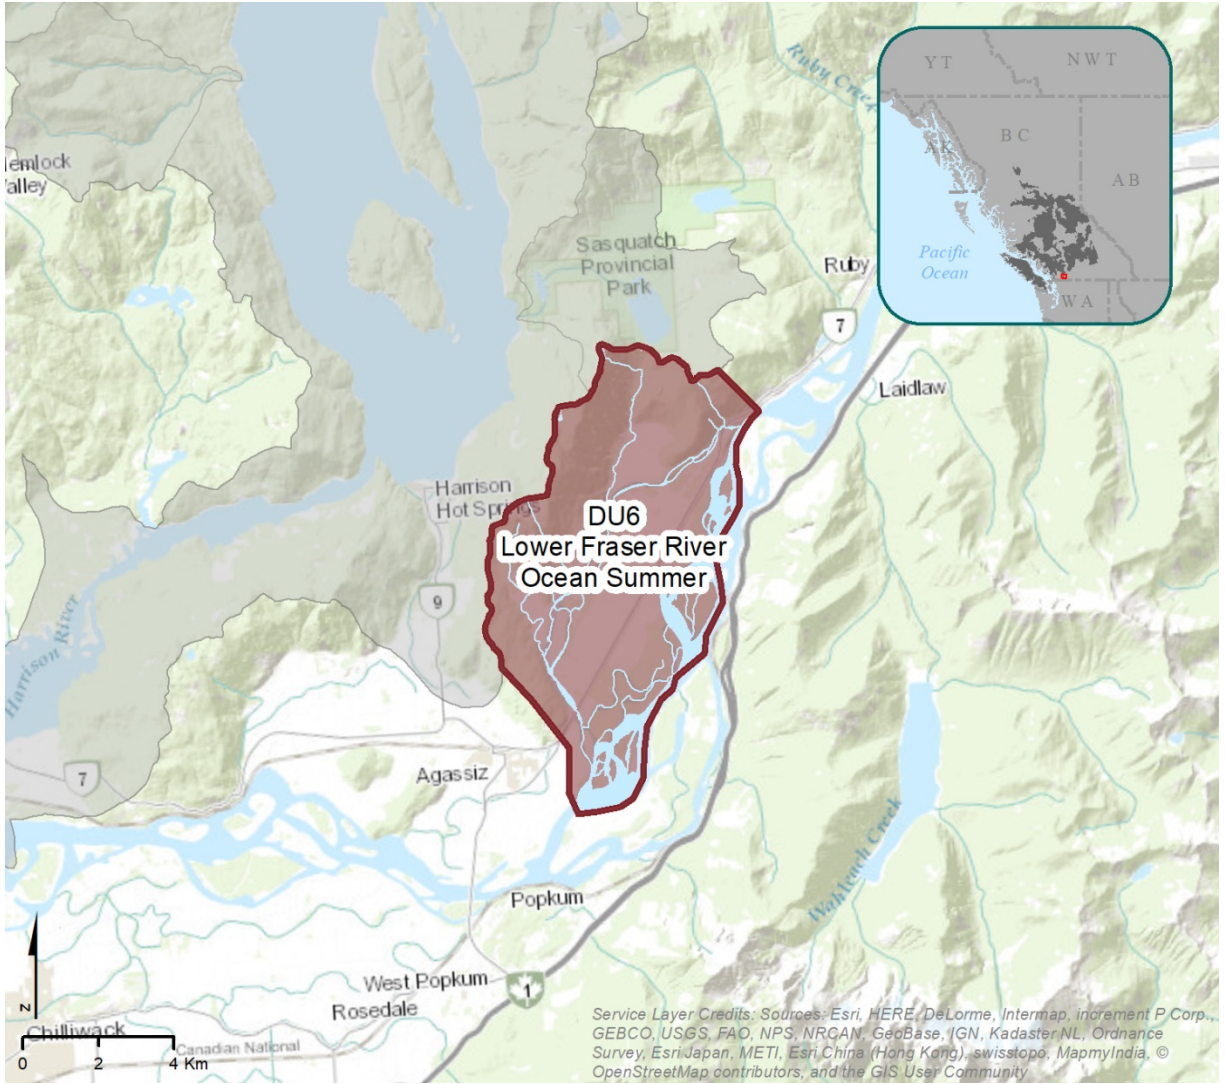 Ruby Creek
YT
NWT
BC
AK
AB
Pacific
Ocean
WA
emlock
alley
Sasquatch
Provincial
Park
Ruby
7
Laidlaw
Harrison
Hot Springs
DU6
Lower Fraser River
Ocean Summer
9
Harrison River
7
Agassiz
Wahleach Creek
Popkum
West Popkum
1
Rosedale
N
Chilliwack
Canadian National
0 2 4 Km
Service Layer Credits: Sources: Esri, HERE, DeLorme, Intermap, increment P Corp.,
GEBCO, USGS, FAO, NPS, NRCAN, GeoBase, IGN, Kadaster NL, Ordnance
Survey, Esri Japan, METI, Esri China (Hong Kong), swisstopo, MapmyIndia, ©
OpenStreetMap contributors, and the GIS User Community